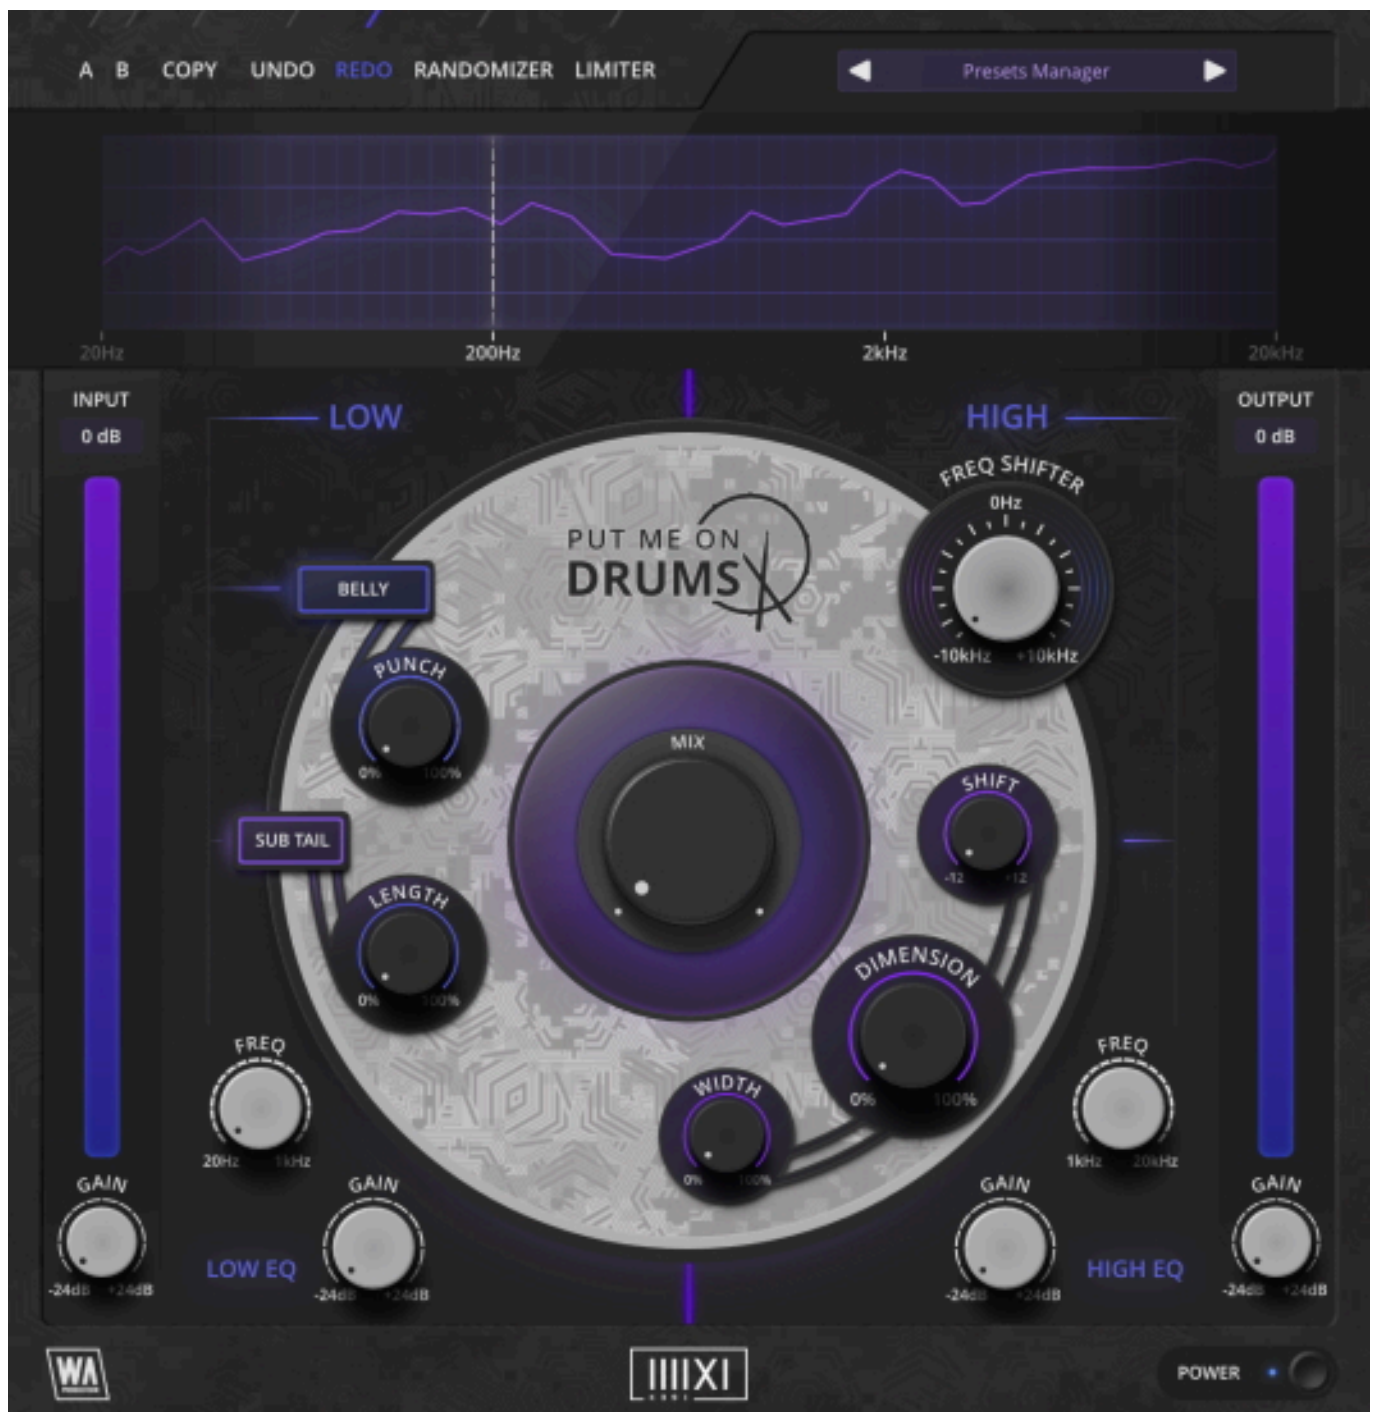 A B COPY UNDO REDO RANDOMIZER LIMITER
Presets Manager
20Hz 200Hz 2kHz 20kHz
INPUT
0 dB
LOW
HIGH
OUTPUT
0 dB
FREQ SHIFTER
0Hz
-10kHz +10kHz
PUT ME ON
DRUMS
BELLY
PUNCH
0% 100%
MIX
SHIFT
-12 +12
SUB TAIL
LENGTH
0% 100%
DIMENSION
0% 100%
WIDTH
0% 100%
FREQ
20Hz 1kHz
FREQ
1kHz 20kHz
GAIN
-24dB +24dB
LOW EQ
GAIN
-24dB +24dB
GAIN
-24dB +24dB
HIGH EQ
GAIN
-24dB +24dB
WA
IIIIXI
POWER